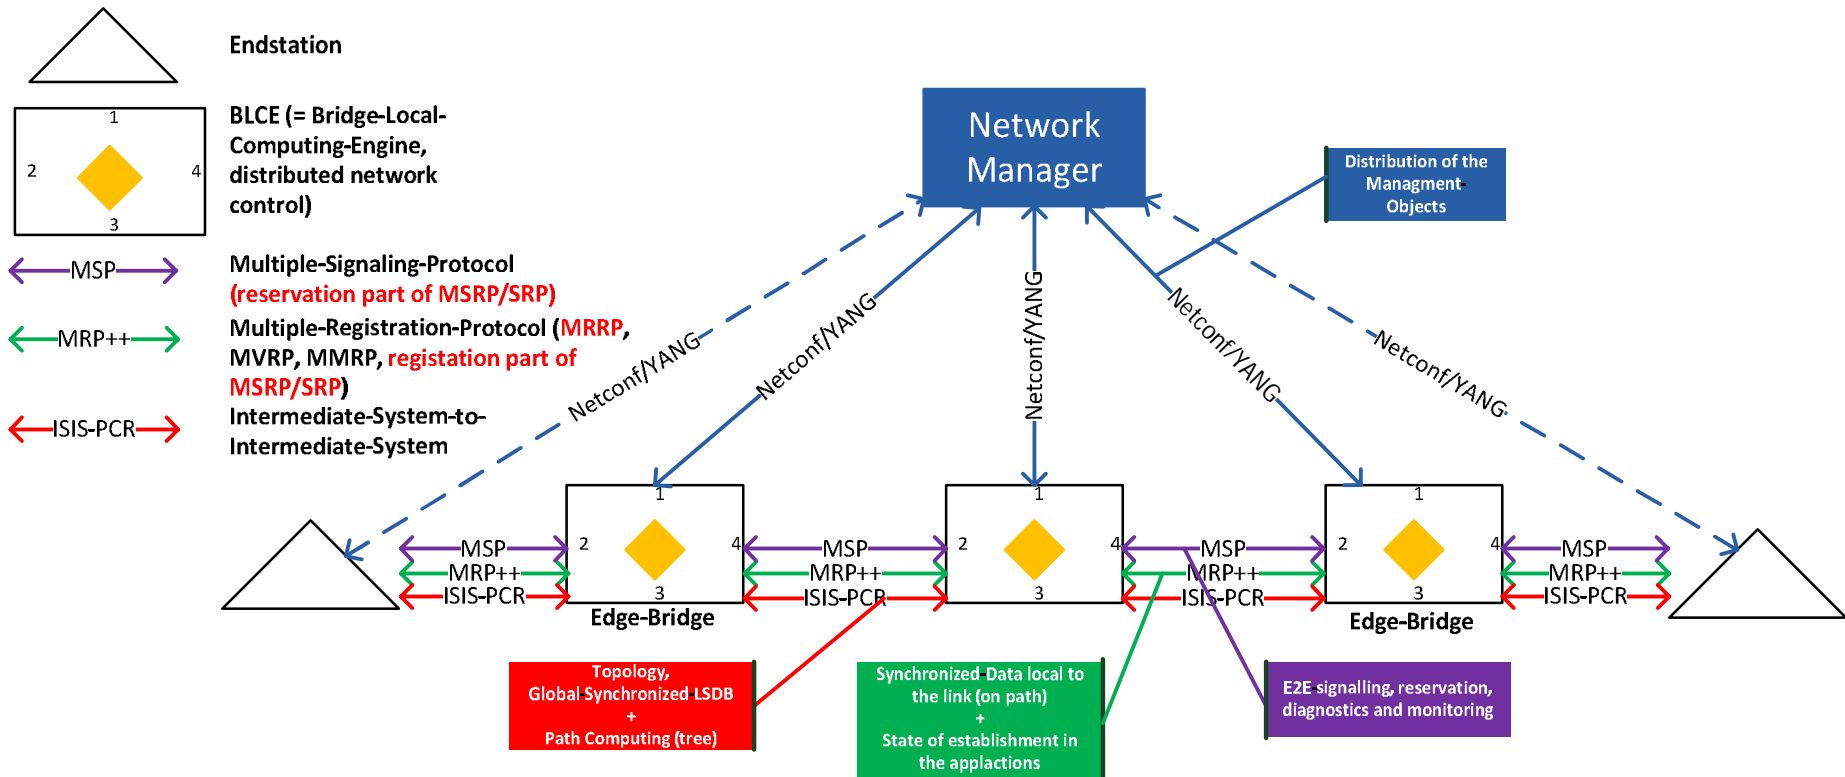 Endstation
1
2
4
3
BLCE (= Bridge-Local-
Computing-Engine,
distributed network
control)
MSP
Multiple-Signaling-Protocol
(reservation part of MSRP/SRP)
MRP++
Multiple-Registration-Protocol (MRRP,
MVRP, MMRP, registation part of
MSRP/SRP)
ISIS-PCR
Intermediate-System-to-
Intermediate-System
Network
Manager
Distribution of the
Managment-
Objects
Netconf/YANG
Netconf/YANG
Netconf/YANG
Netconf/YANG
Netconf/YANG
MSP
MRP++
ISIS-PCR
1
2
4
3
Edge-Bridge
MSP
MRP++
ISIS-PCR
1
2
4
3
MSP
MRP++
ISIS-PCR
1
2
4
3
Edge-Bridge
MSP
MRP++
ISIS-PCR
Topology,
Global-Synchronized-LSDB
+
Path Computing (tree)
Synchronized-Data local to
the link (on path)
+
State of establishment in
the applactions
E2E-signalling, reservation,
diagnostics and monitoring